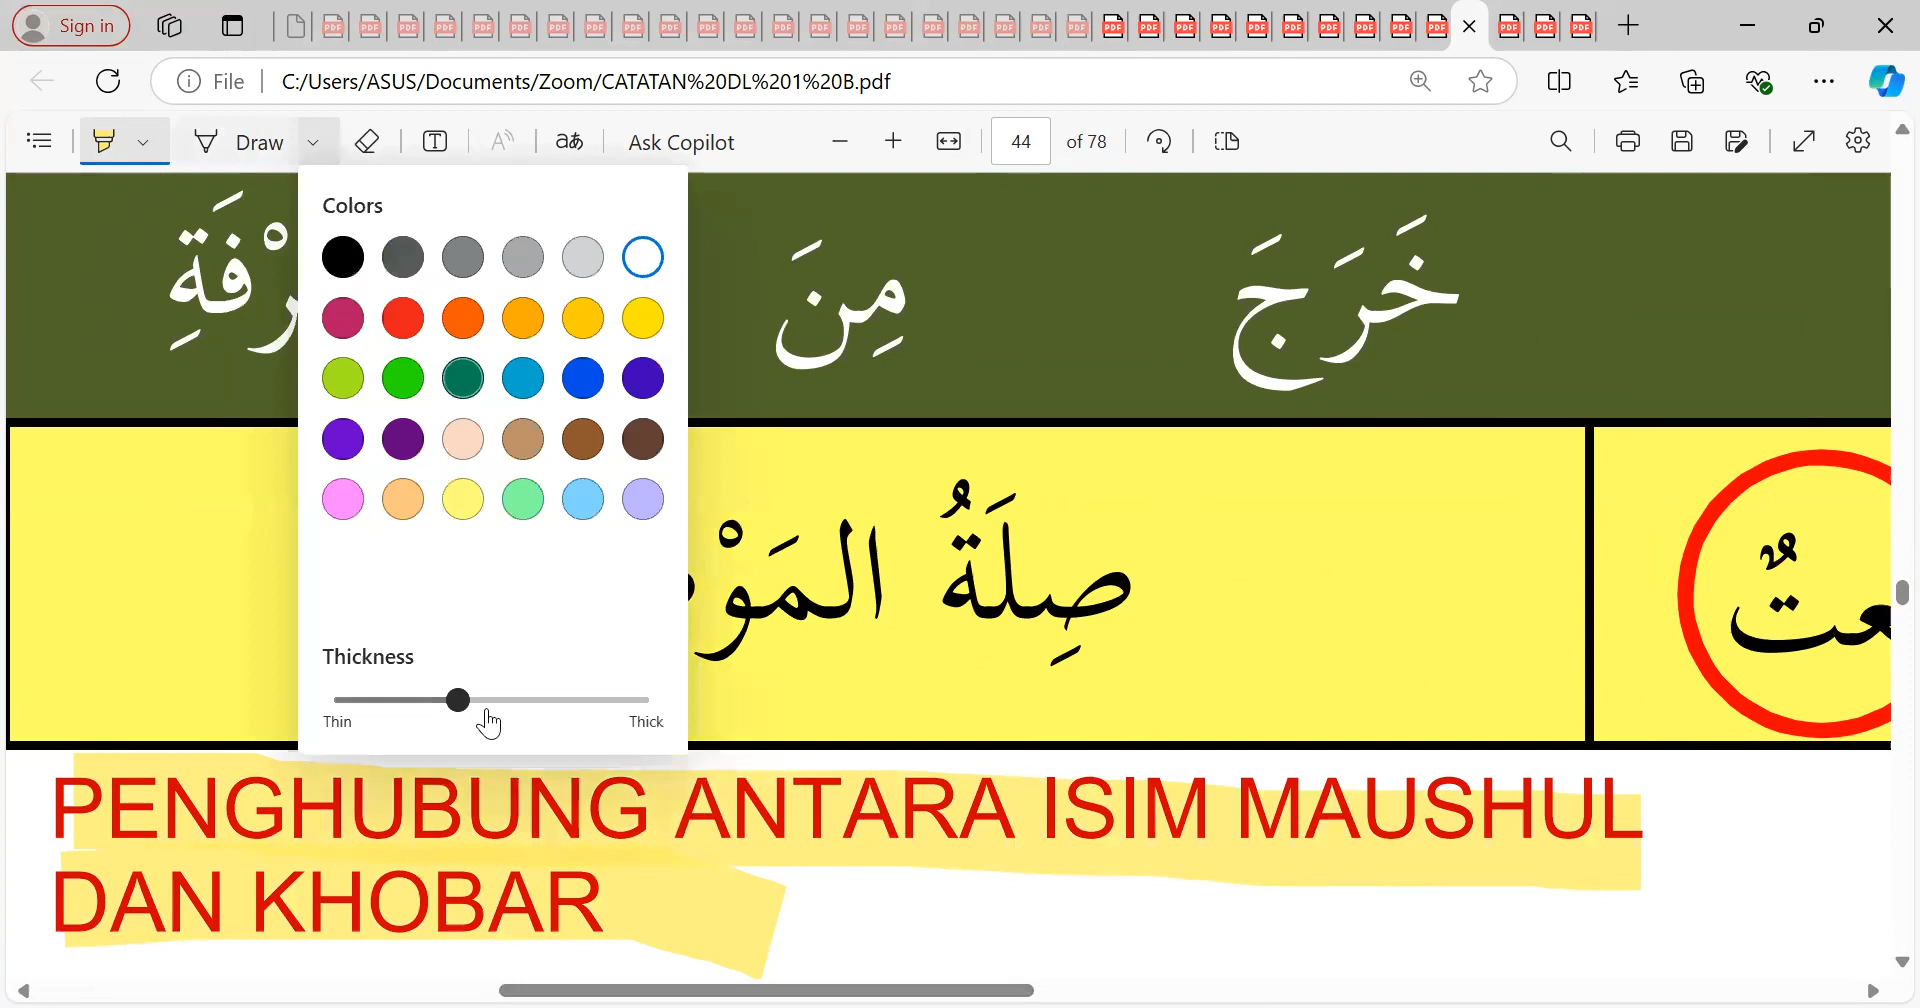 Sign in
File
C:/Users/ASUS/Documents/Zoom/CATATAN%20DL%201%20B.pdf
Draw
Ask Copilot
44 of 78
Colors
Thickness
Thin
Thick
خَرَجَ مِنَ
صِلَةُ
PENGHUBUNG ANTARA ISIM MAUSHUL
DAN KHOBAR